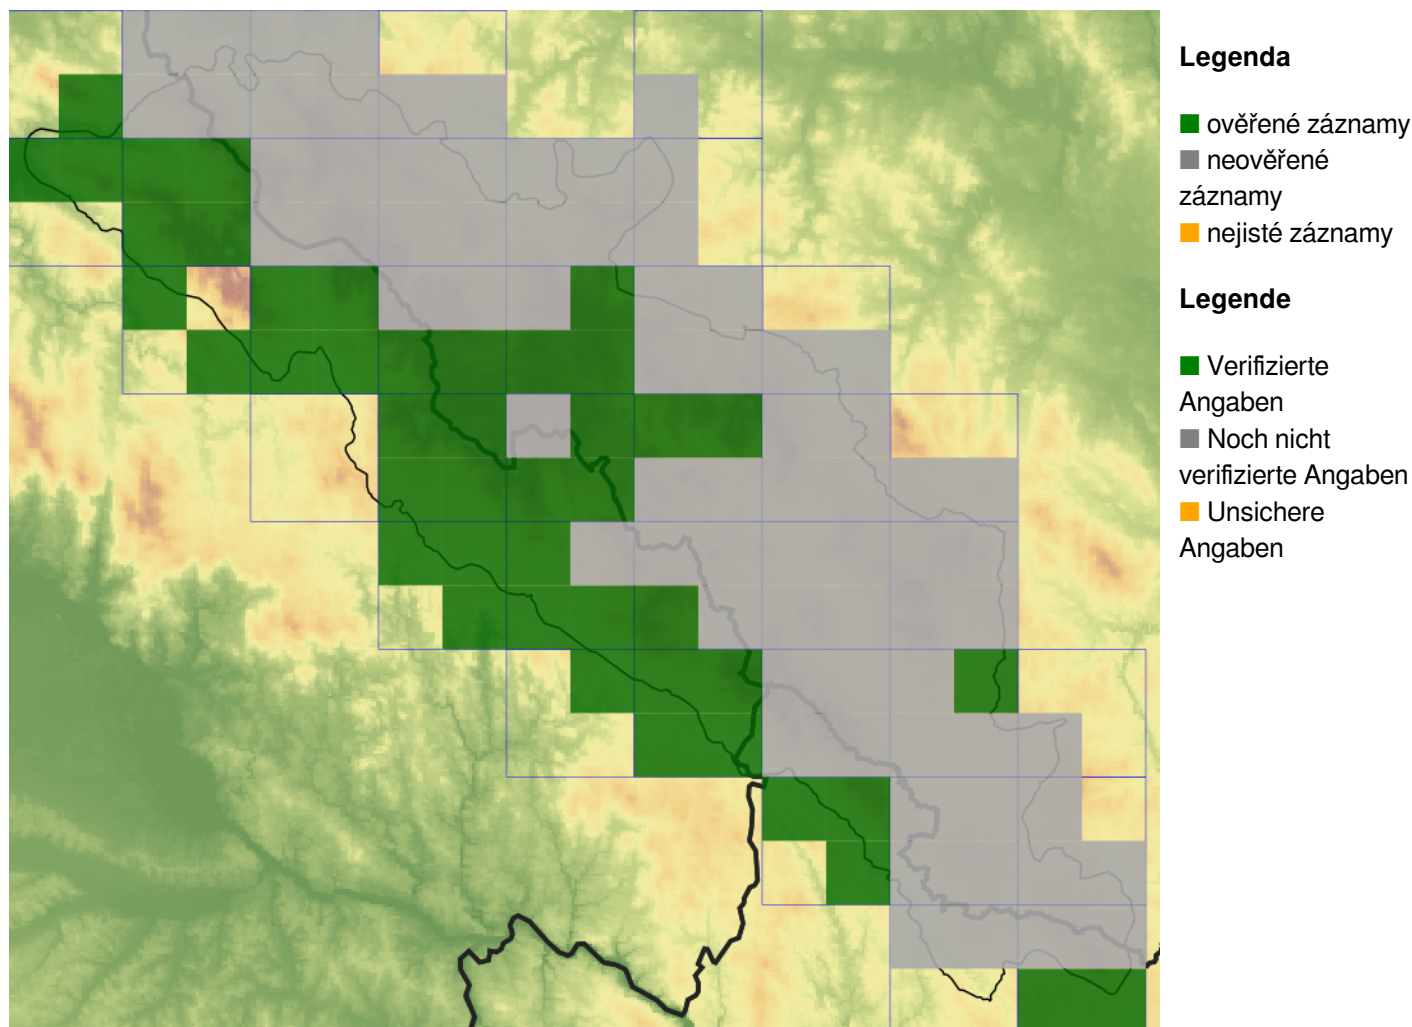 Legenda
ověřené záznamy
neověřené
záznamy
nejisté záznamy
Legende
Verifizierte
Angaben
Noch nicht
verifizierte Angaben
Unsichere
Angaben